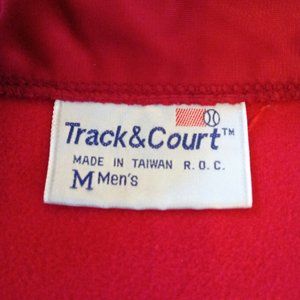 Track&Court™
MADE IN TAIWAN R.O.C.
M Men's